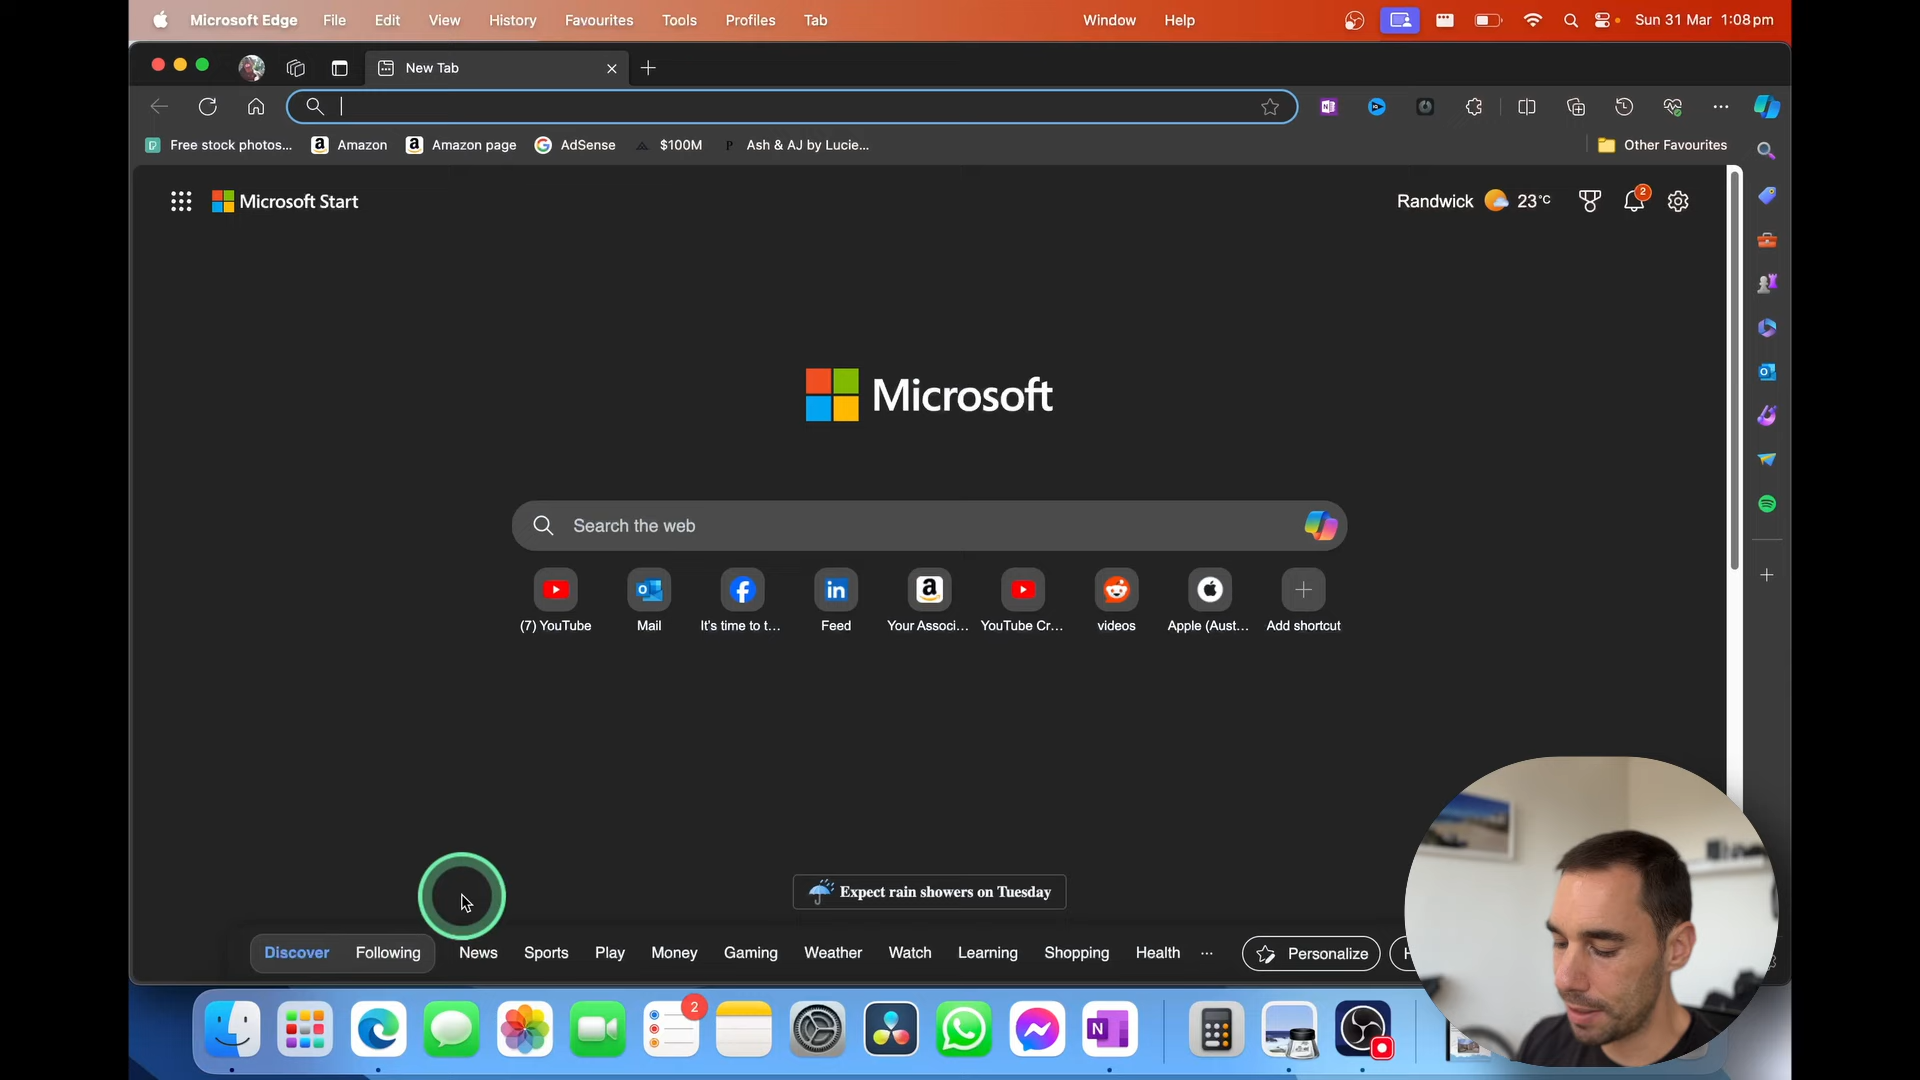 Microsoft Edge File Edit View History Favourites Tools Profiles Tab Window Help Sun 31 Mar 1:08 pm
New Tab
Free stock photos... Amazon Amazon page AdSense $100M Ash & AJ by Lucie... Other Favourites
Microsoft Start Randwick 23°C 2
Microsoft
Search the web
(7) YouTube Mail It's time to t... Feed Your Associ... YouTube Cr... videos Apple (Aust... Add shortcut
Expect rain showers on Tuesday
Discover Following News Sports Play Money Gaming Weather Watch Learning Shopping Health ... Personalize
2